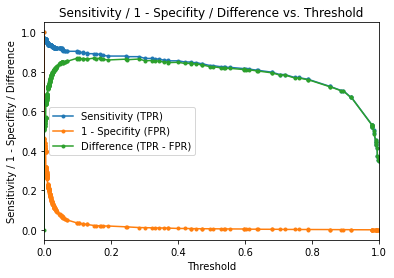 Sensitivity / 1 - Specifity / Difference vs. Threshold
Sensitivity / 1 - Specifity / Difference
1.0
0.8
0.6
0.4
0.2
0.0
Sensitivity (TPR)
1 - Specifity (FPR)
Difference (TPR - FPR)
0.0 0.2 0.4 0.6 0.8 1.0
Threshold